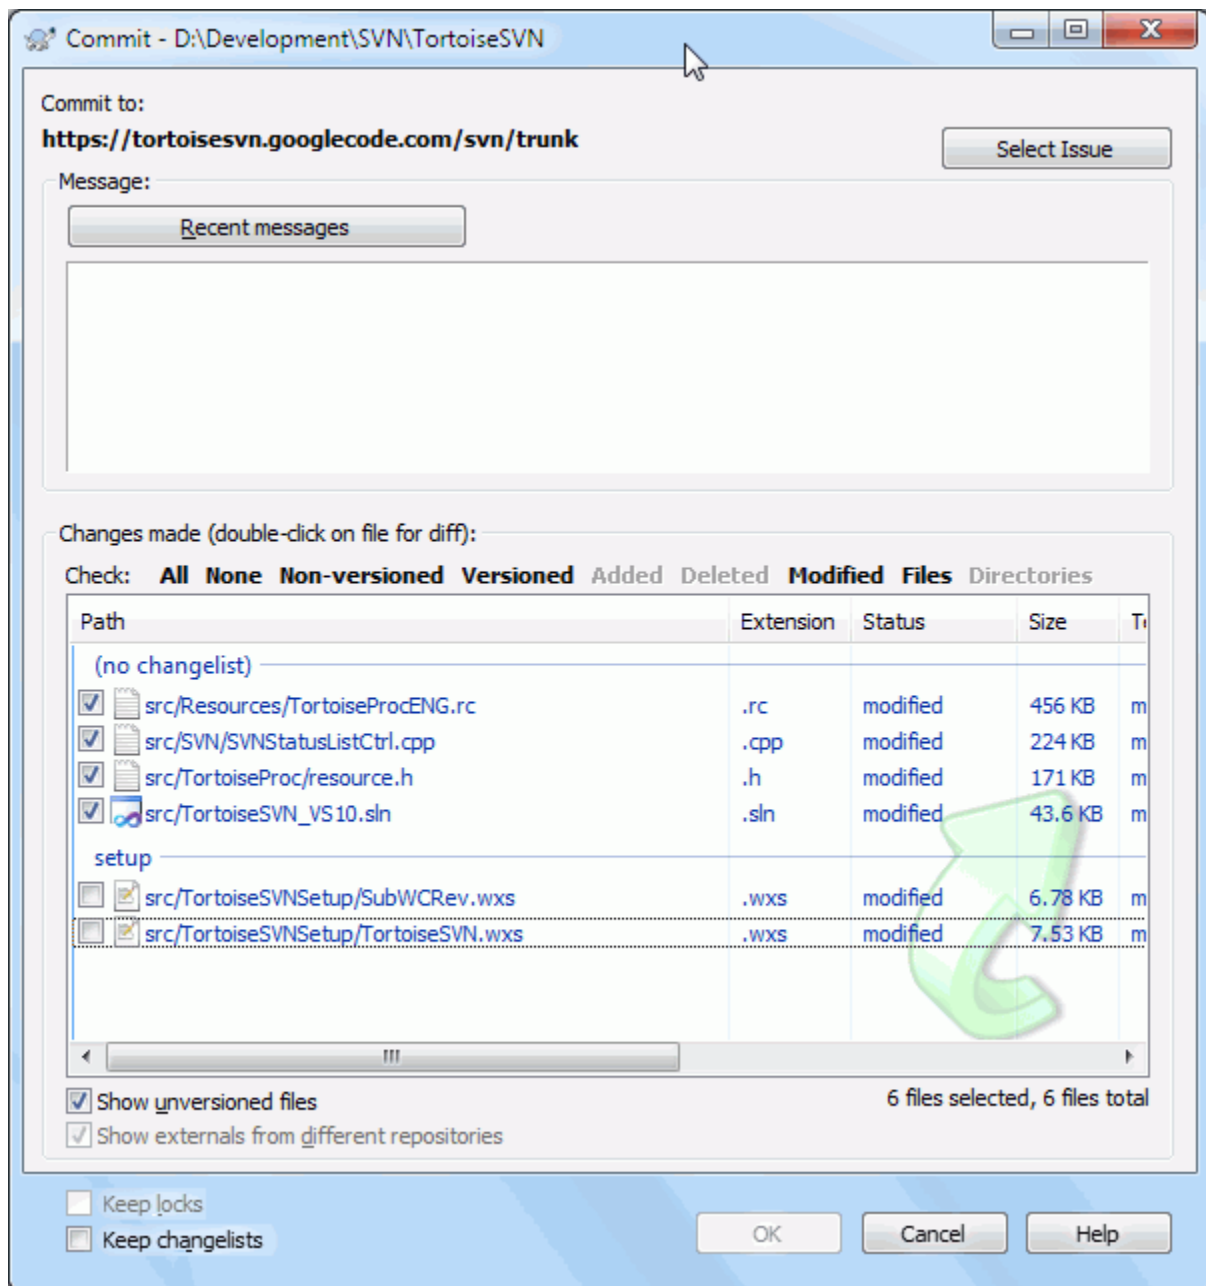 Commit - D:\Development\SVN\TortoiseSVN
Commit to:
https://tortoisesvn.googlecode.com/svn/trunk
Select Issue
Message:
Recent messages
Changes made (double-click on file for diff):
Check: All None Non-versioned Versioned Added Deleted Modified Files Directories
Path Extension Status Size
(no changelist)
src/Resources/TortoiseProcENG.rc .rc modified 456 KB m
src/SVN/SVNStatusListCtrl.cpp .cpp modified 224 KB m
src/TortoiseProc/resource.h .h modified 171 KB m
src/TortoiseSVN_VS10.sln .sln modified 43.6 KB m
setup
src/TortoiseSVNSetup/SubWCRev.wxs .wxs modified 6.78 KB m
src/TortoiseSVNSetup/TortoiseSVN.wxs .wxs modified 7.53 KB m
Show unversioned files
6 files selected, 6 files total
Show externals from different repositories
Keep locks
Keep changelists
OK Cancel Help